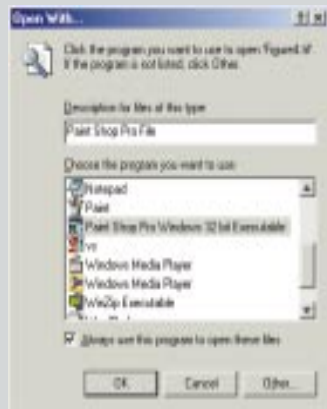 Open With...
Click the program you want to use to open 'Figure4.tif'.
If the program is not listed, click Other.
Description for files of this type:
Paint Shop Pro File
Choose the program you want to use:
Notepad
Paint
Paint Shop Pro Windows 32 bit Executable
Windows Media Player
Windows Media Player
WinZip Executable
Always use this program to open these files
OK
Cancel
Other...